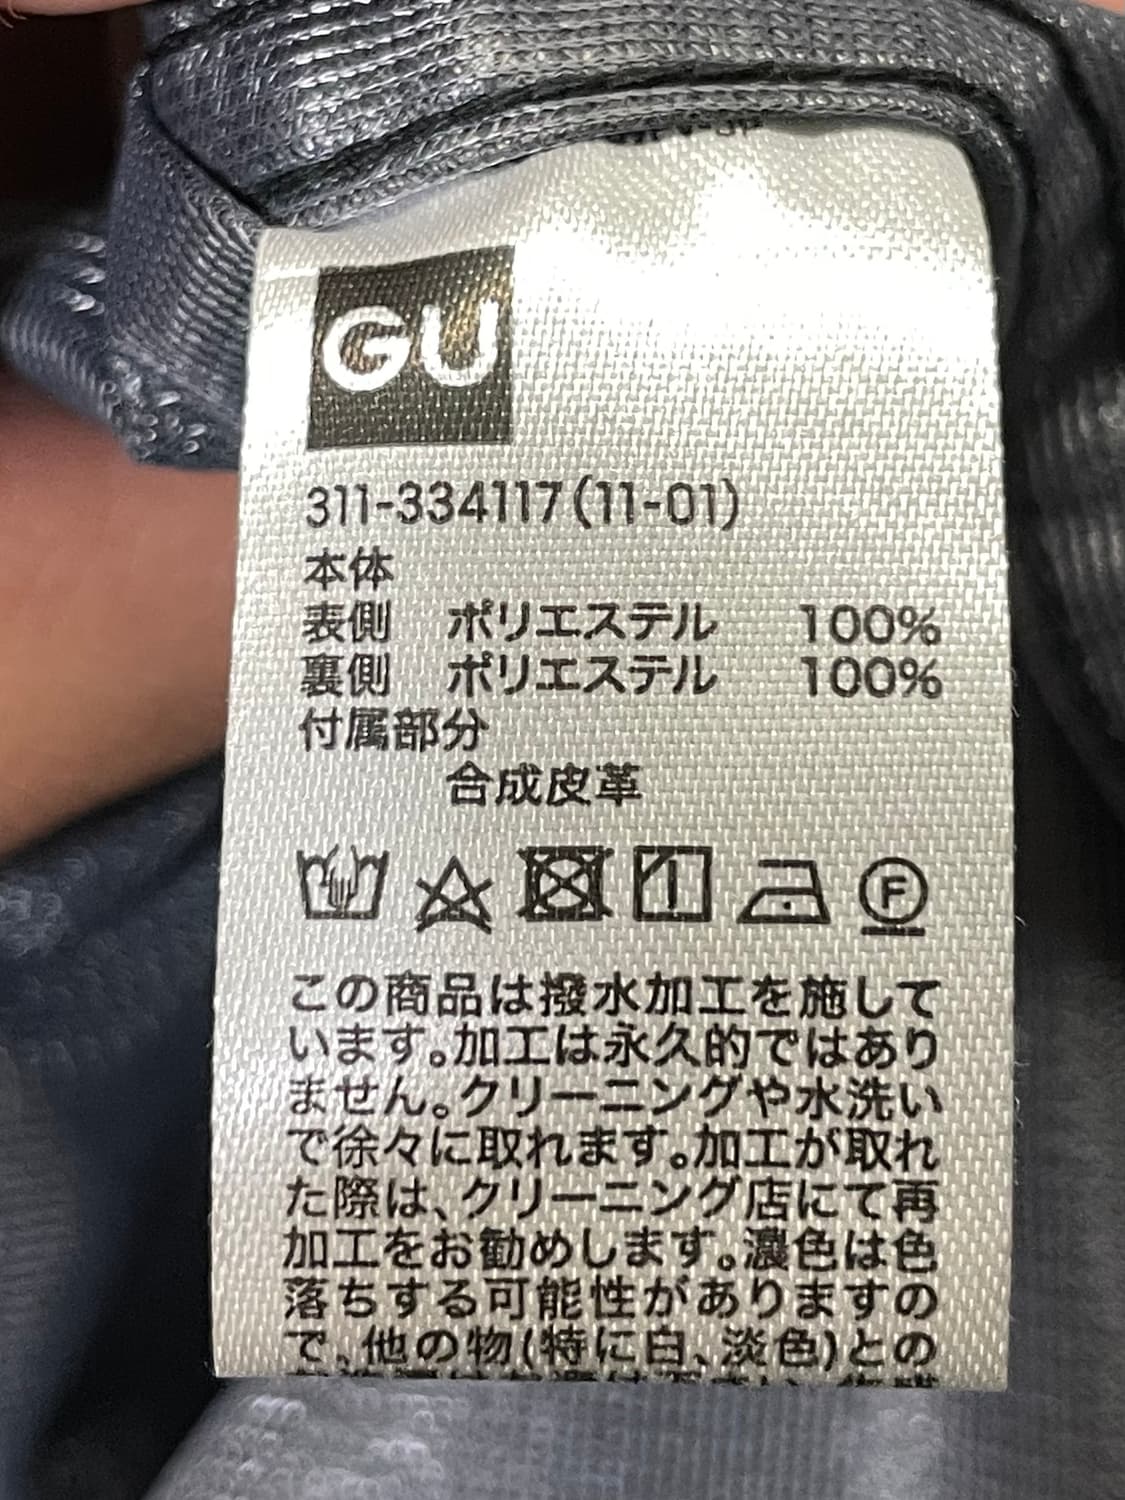 GU
311-334117(11-01)
本体
表側 ポリエステル 100%
裏側 ポリエステル 100%
付属部分
合成皮革
F
この商品は撥水加工を施して
います。加工は永久的ではあり
ません。クリーニングや水洗い
で徐々に取れます。加工が取れ
た際は、クリーニング店にて再
加工をお勧めします。濃色は色
落ちする可能性がありますの
で、他の物(特に白、淡色)との